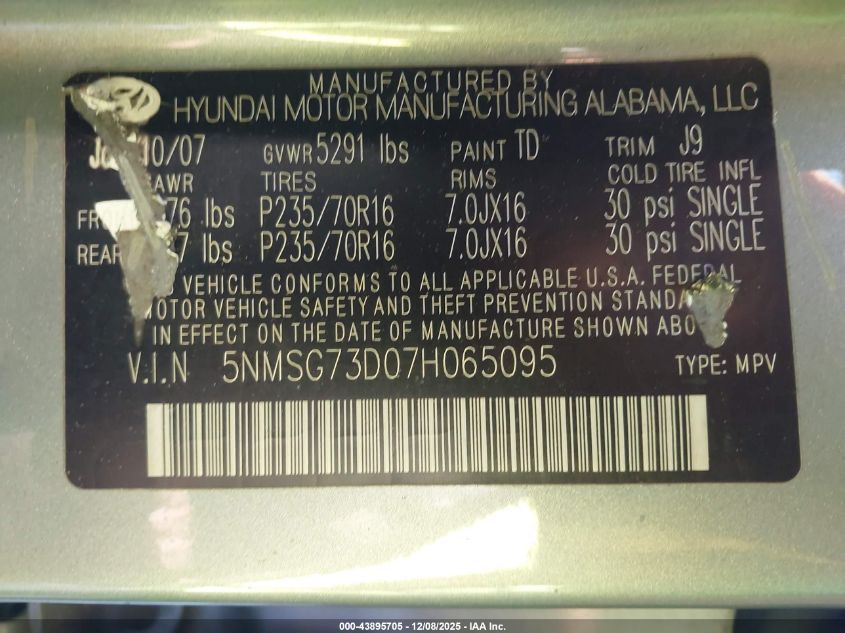 MANUFACTURED BY
HYUNDAI MOTOR MANUFACTURING ALABAMA, LLC
10/07 GVWR 5291 lbs PAINT TD TRIM J9
TIRES RIMS COLD TIRE INFL
76 lbs P235/70R16 7.0JX16 30 psi SINGLE
REAR 7 lbs P235/70R16 7.0JX16 30 psi SINGLE
VEHICLE CONFORMS TO ALL APPLICABLE U.S.A. FEDERAL
MOTOR VEHICLE SAFETY AND THEFT PREVENTION STANDA
IN EFFECT ON THE DATE OF MANUFACTURE SHOWN ABO
V.I.N 5NMSG73D07H065095 TYPE: MPV
000-43895705 - 12/08/2025 - IAA Inc.